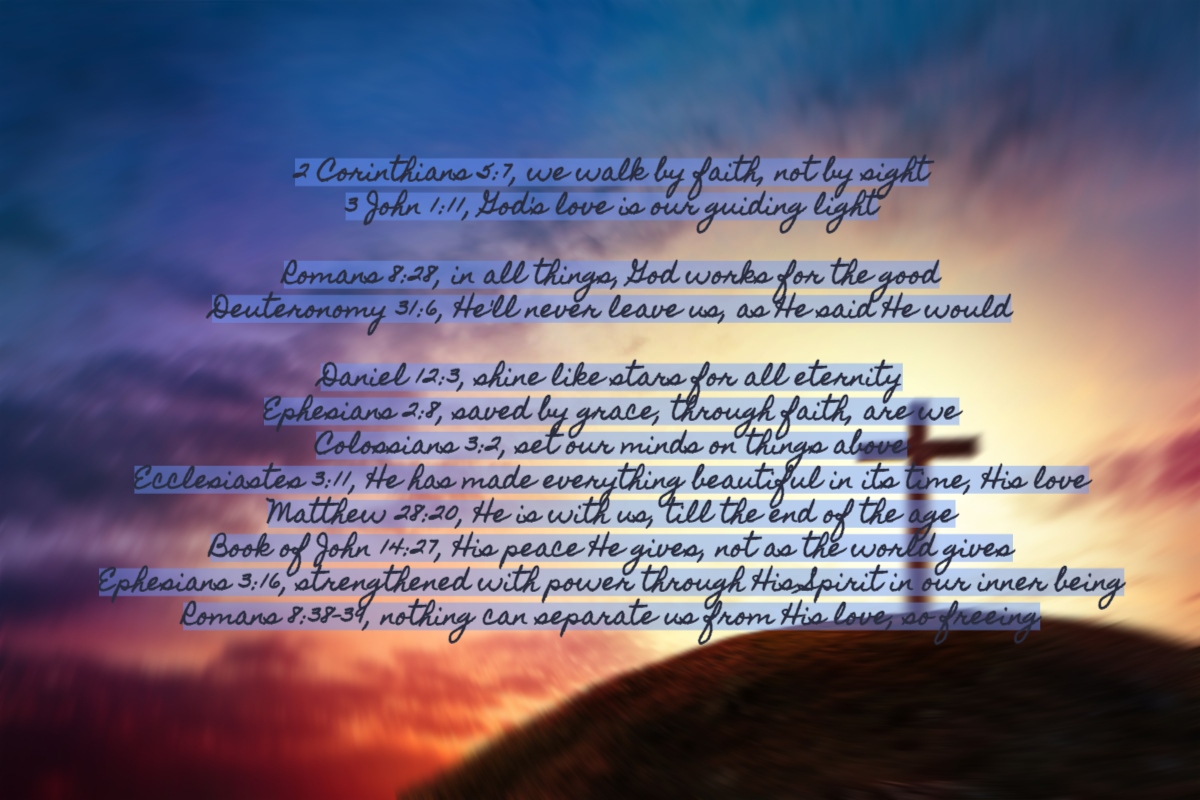 2 Corinthians 5:7, we walk by faith, not by sight
3 John 1:11, God's love is our guiding light
Romans 8:28, in all things, God works for the good
Deuteronomy 31:6, He'll never leave us, as He said He would
Daniel 12:3, shine like stars for all eternity
Ephesians 2:8, saved by grace, through faith, are we
Colossians 3:2, set our minds on things above
Ecclesiastes 3:11, He has made everything beautiful in its time, His love
Matthew 28:20, He is with us, 'till the end of the age
Book of John 14:27, His peace He gives, not as the world gives
Ephesians 3:16, strengthened with power through His Spirit in our inner being
Romans 8:38-39, nothing can separate us from His love, so freeing